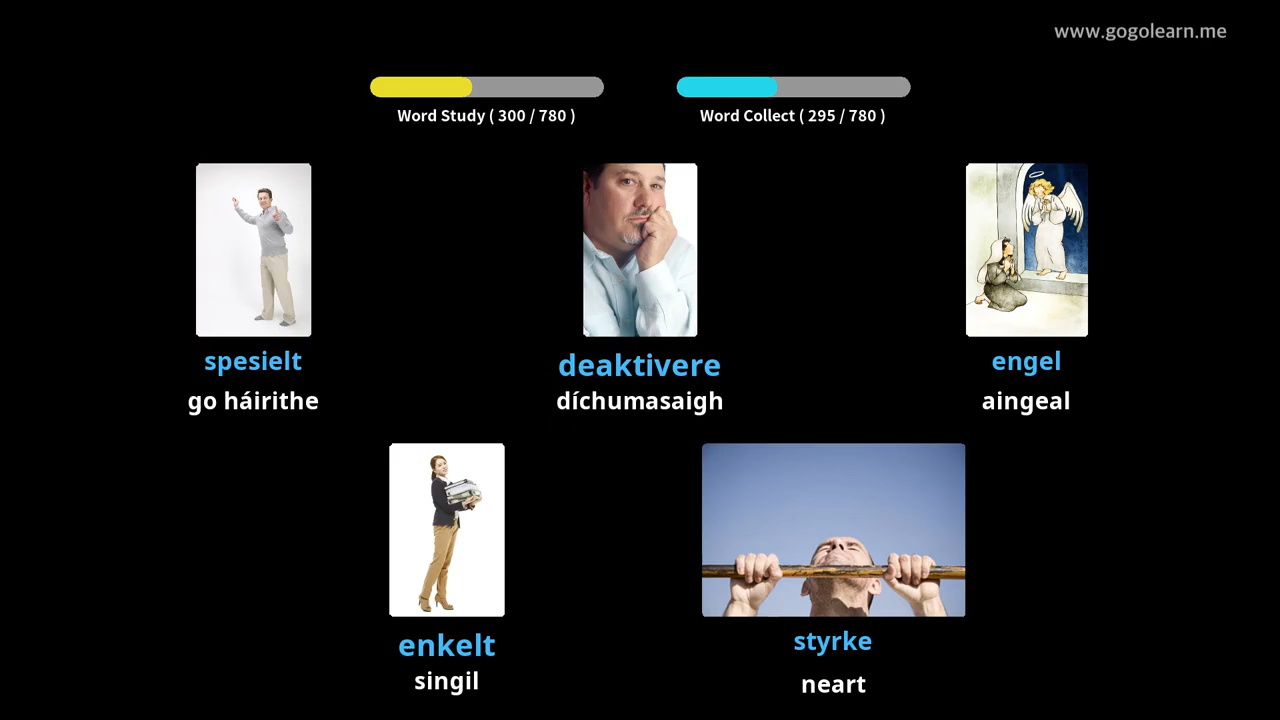 www.gogolearn.me
Word Study ( 300 / 780 )
Word Collect ( 295 / 780 )
spesielt
go háirithe
deaktivere
díchumasaigh
engel
aingeal
enkelt
singil
styrke
neart